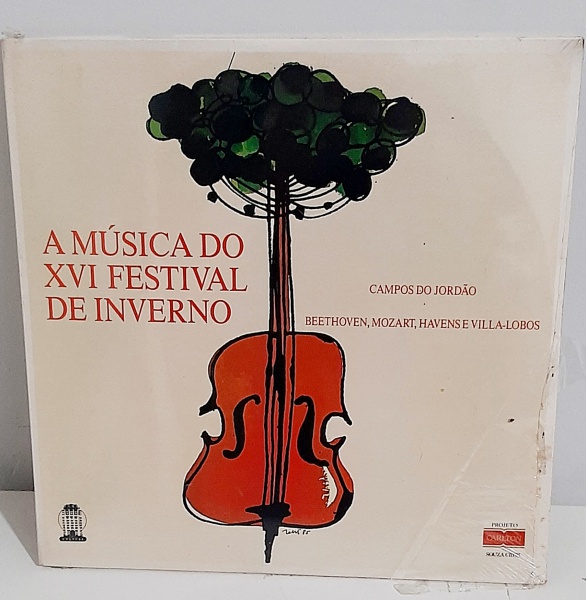 A MÚSICA DO
XVI FESTIVAL
DE INVERNO
CAMPOS DO JORDÃO
BEETHOVEN, MOZART, HAVENS E VILLA-LOBOS
PROJETO
CARLTON
SOUZA CRUZ